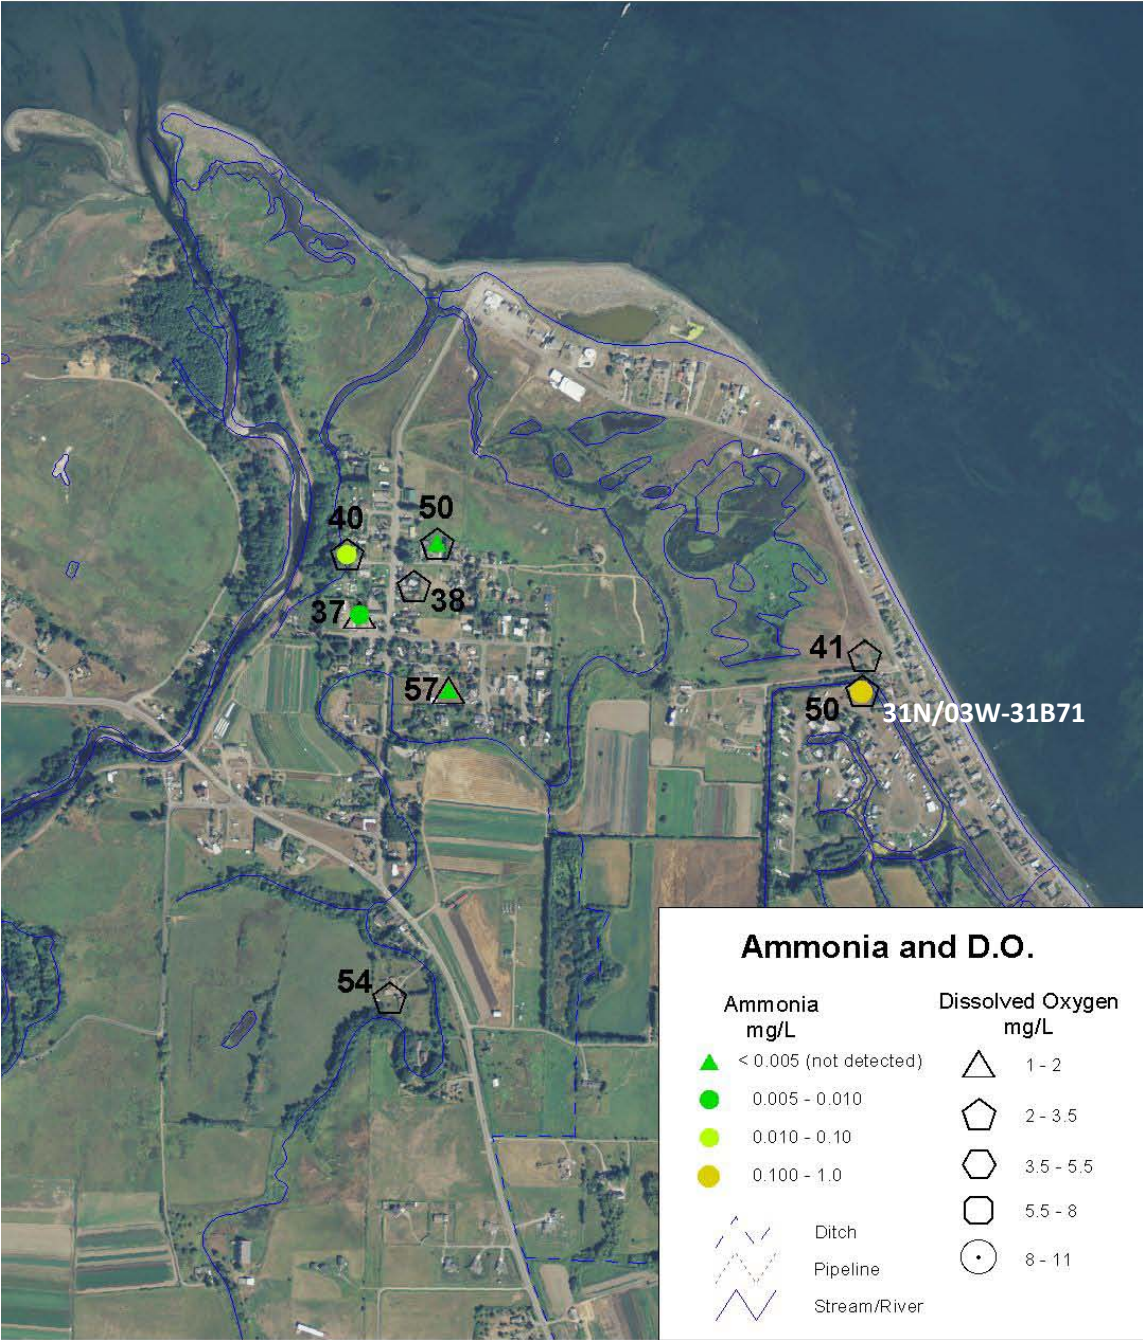 40
50
37
38
57
41
50
31N/03W-31B71
54
Ammonia and D.O.
Ammonia
mg/L
< 0.005 (not detected)
0.005 - 0.010
0.010 - 0.10
0.100 - 1.0
Ditch
Pipeline
Stream/River
Dissolved Oxygen
mg/L
1 - 2
2 - 3.5
3.5 - 5.5
5.5 - 8
8 - 11